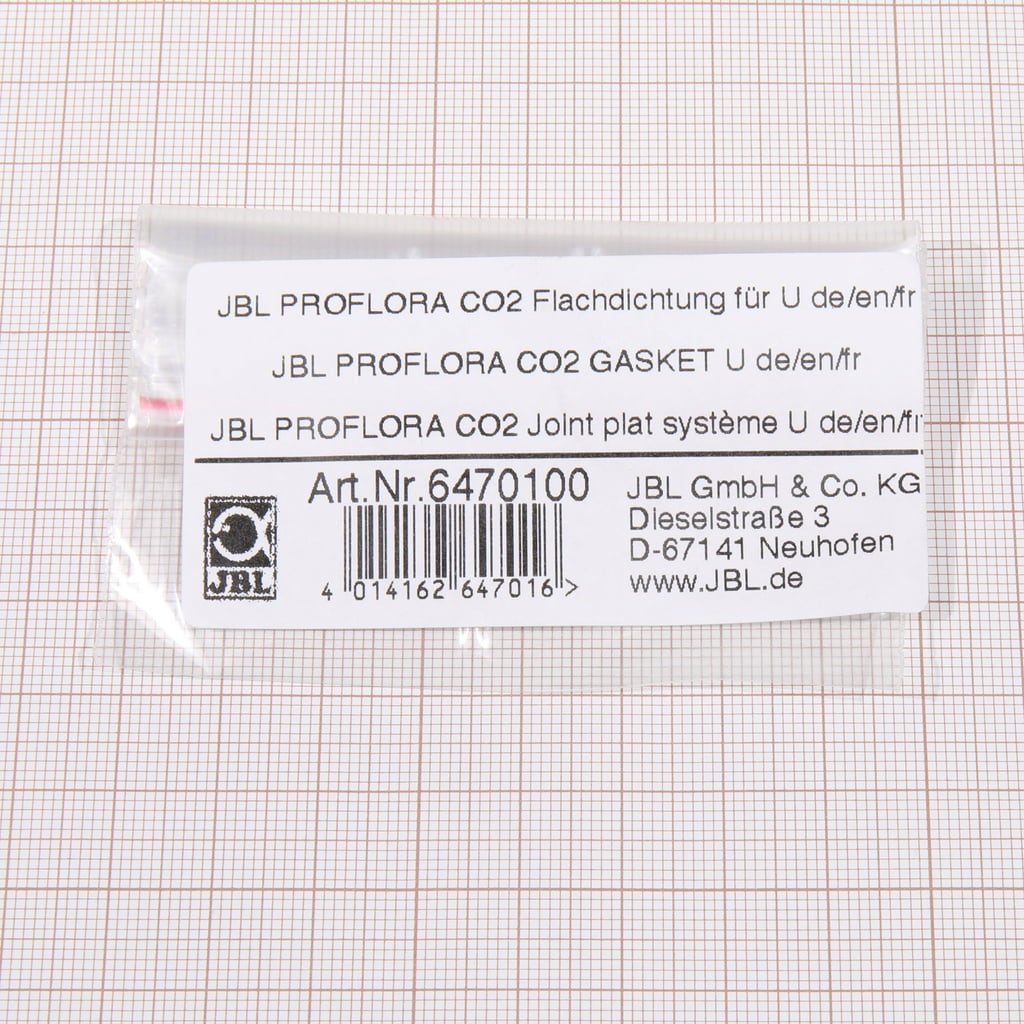 JBL PROFLORA CO2 Flachdichtung für U de/en/fr
JBL PROFLORA CO2 GASKET U de/en/fr
JBL PROFLORA CO2 Joint plat système U de/en/fr
Art.Nr.6470100
JBL
4 014162 647016 >
JBL GmbH & Co. KG
Dieselstraße 3
D-67141 Neuhofen
www.JBL.de